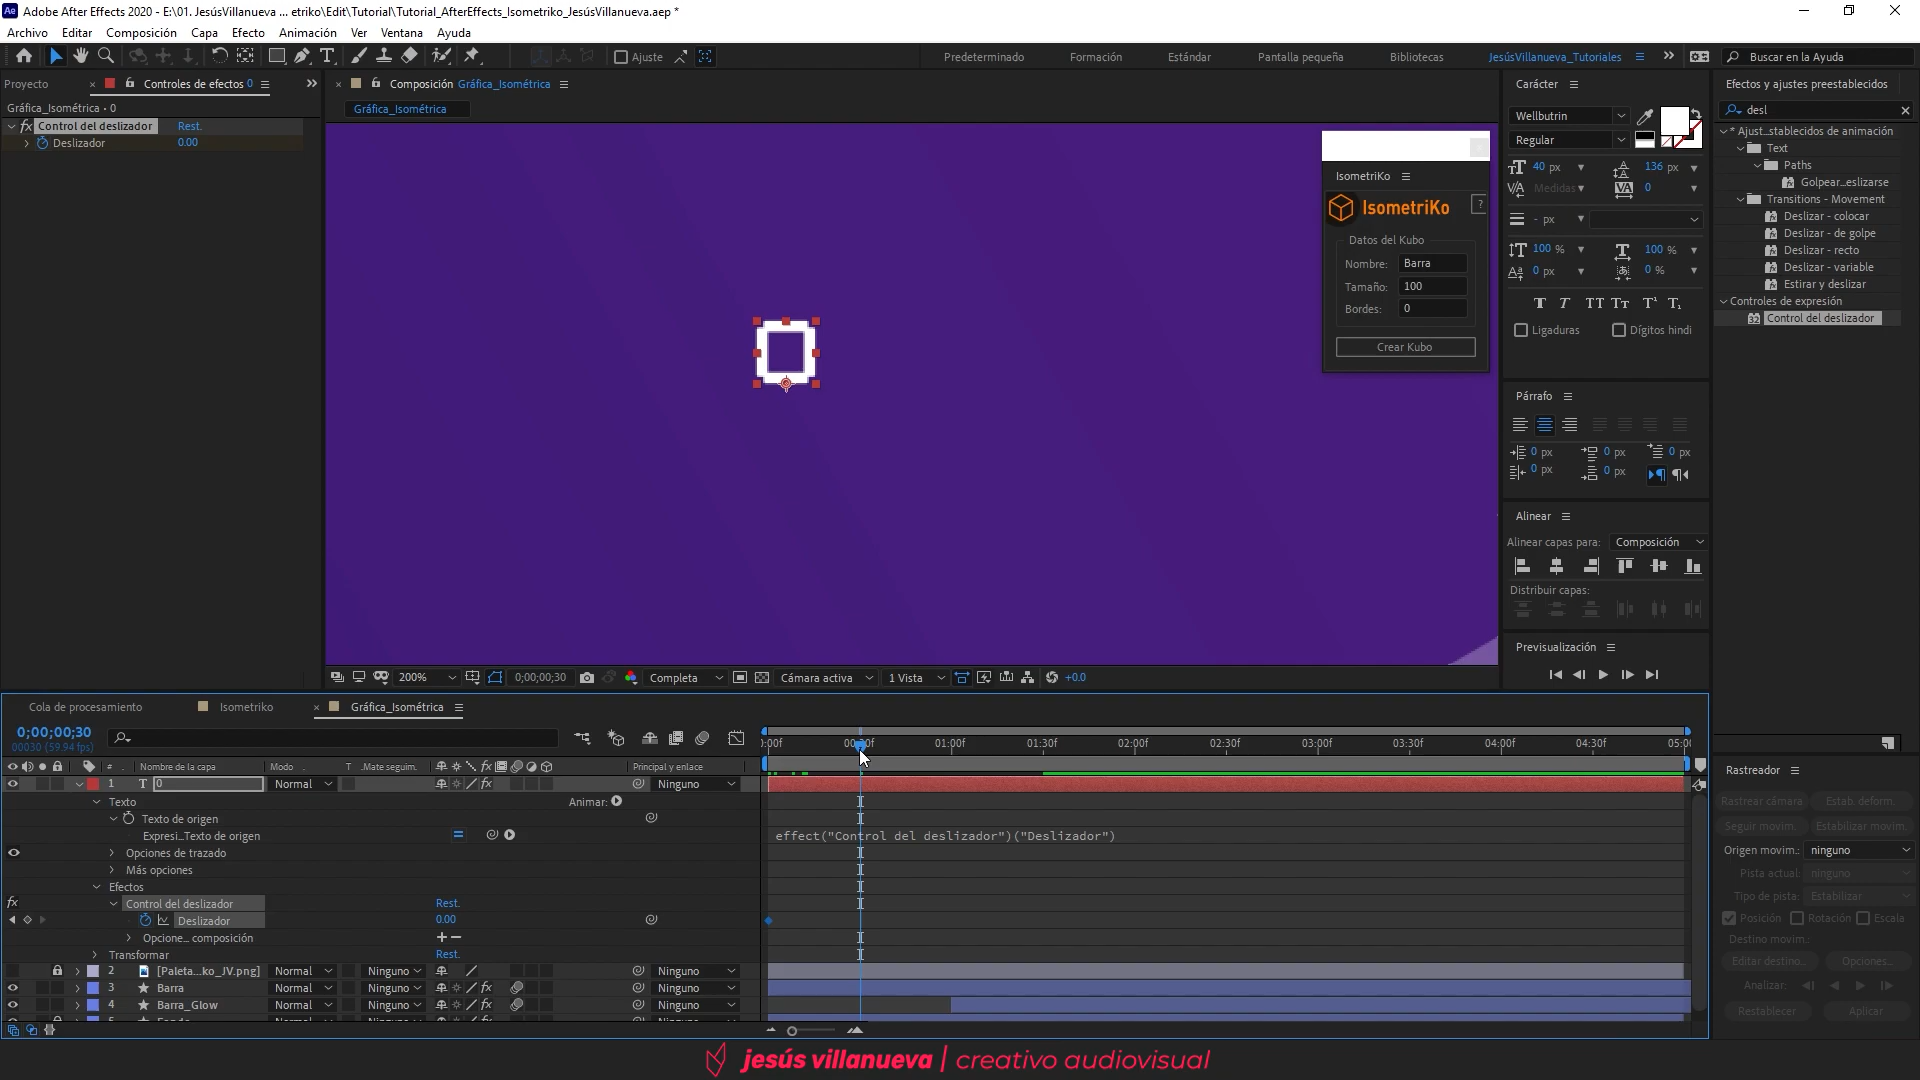 Adobe After Effects 2020 - E:\01. JesúsVillanueva ... etriko\Edit\Tutorial\Tutorial_AfterEffects_Isometriko_JesúsVillanueva.aep *
Archivo Editar Composición Capa Efecto Animación Ver Ventana Ayuda
Ajuste Predeterminado Formación Estándar Pantalla pequeña Bibliotecas JesúsVillanueva_Tutoriales Buscar en la Ayuda
Proyecto Controles de efectos 0
Gráfica_Isométrica • 0
fx Control del deslizador Rest.
Deslizador 0.00
Composición Gráfica_Isométrica
Gráfica_Isométrica
0
IsometriKo
IsometriKo ?
Datos del Kubo
Nombre: Barra
Tamaño: 100
Bordes: 0
Crear Kubo
200% 0;00;00;30 Completa Cámara activa 1 Vista +0.0
Carácter
Wellbutrin
Regular
40 px 136 px
Medidas 0
- px
100 % 100 %
0 px 0 %
Ligaduras Dígitos hindi
Párrafo
0 px 0 px 0 px
0 px 0 px
Alinear
Alinear capas para: Composición
Distribuir capas:
Previsualización
Efectos y ajustes preestablecidos
desl
* Ajust...stablecidos de animación
Text
Paths
Golpear...eslizarse
Transitions - Movement
Deslizar - colocar
Deslizar - de golpe
Deslizar - recto
Deslizar - variable
Estirar y deslizar
Controles de expresión
Control del deslizador
Cola de procesamiento Isometriko Gráfica_Isométrica
0;00;00;30
00030 (59.94 fps)
:00f 01:00f 01:30f 02:00f 02:30f 03:00f 03:30f 04:00f 04:30f 05:00
# Nombre de la capa Modo T .Mate seguim. Principal y enlace
1 T 0 Normal Ninguno
Texto Animar:
Texto de origen
Expresi...Texto de origen effect("Control del deslizador")("Deslizador")
Opciones de trazado
Más opciones
Efectos
fx Control del deslizador Rest.
Deslizador 0.00
Opcione... composición
Transformar Rest.
2 [Paleta...ko_JV.png] Normal Ninguno Ninguno
3 Barra Normal Ninguno Ninguno
4 Barra_Glow Normal Ninguno Ninguno
Rastreador
Rastrear cámara Estab. deform.
Seguir movim. Estabilizar movim.
Origen movim.: ninguno
Pista actual: ninguno
Tipo de pista: Estabilizar
Posición Rotación Escala
Destino movim.:
Editar destino... Opciones...
Analizar:
Restablecer Aplicar
jesús villanueva | creativo audiovisual